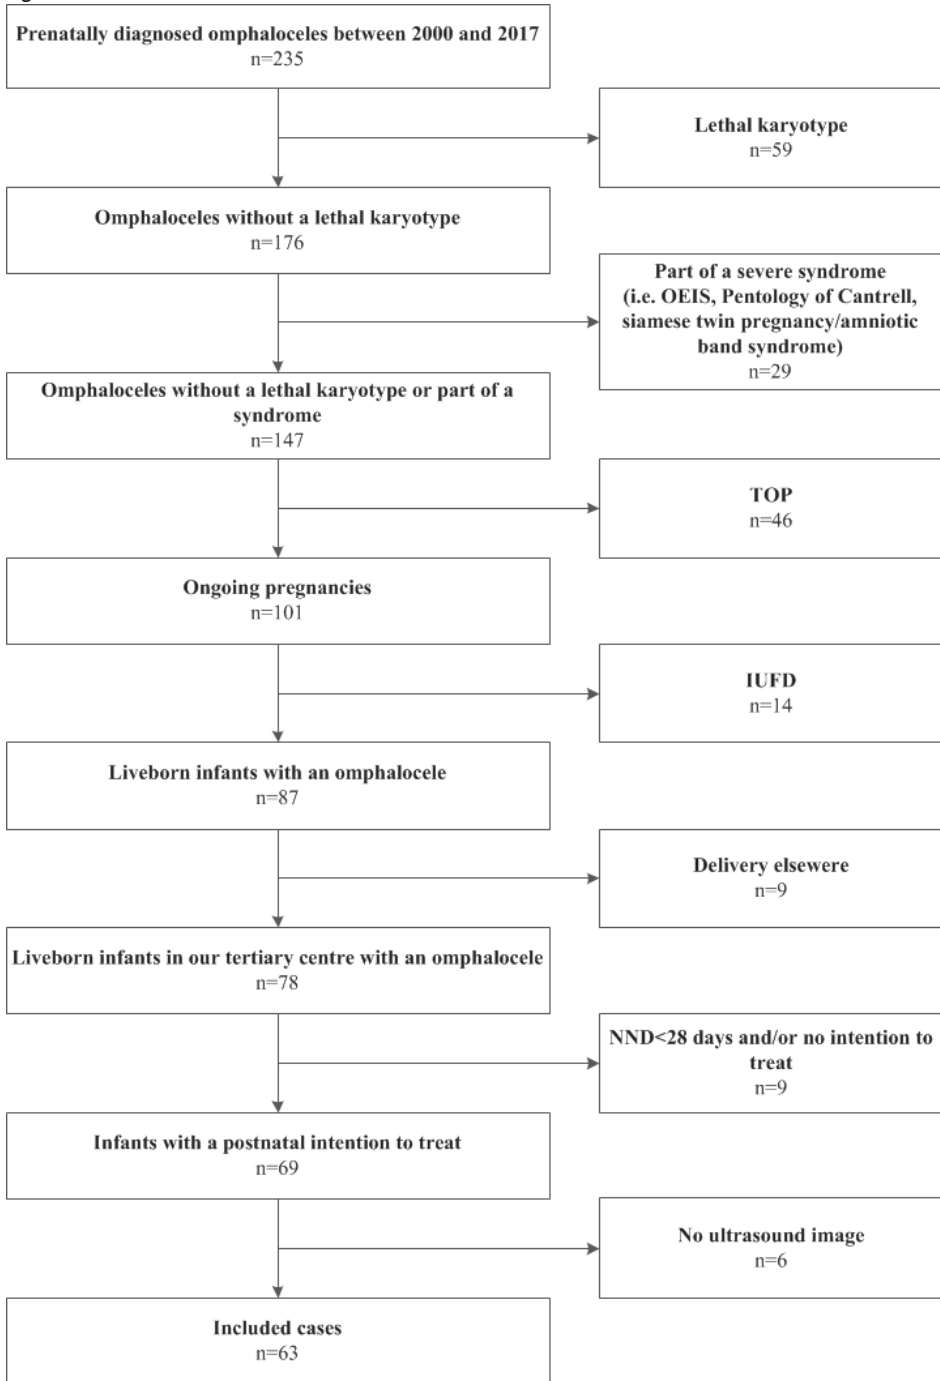 Prenatally diagnosed omphaloceles between 2000 and 2017
n=235
Lethal karyotype
n=59
Omphaloceles without a lethal karyotype
n=176
Part of a severe syndrome
(i.e. OEIS, Pentology of Cantrell,
siamese twin pregnancy/amniotic
band syndrome)
n=29
Omphaloceles without a lethal karyotype or part of a
syndrome
n=147
TOP
n=46
Ongoing pregnancies
n=101
IUFD
n=14
Liveborn infants with an omphalocele
n=87
Delivery elsewere
n=9
Liveborn infants in our tertiary centre with an omphalocele
n=78
NND<28 days and/or no intention to
treat
n=9
Infants with a postnatal intention to treat
n=69
No ultrasound image
n=6
Included cases
n=63